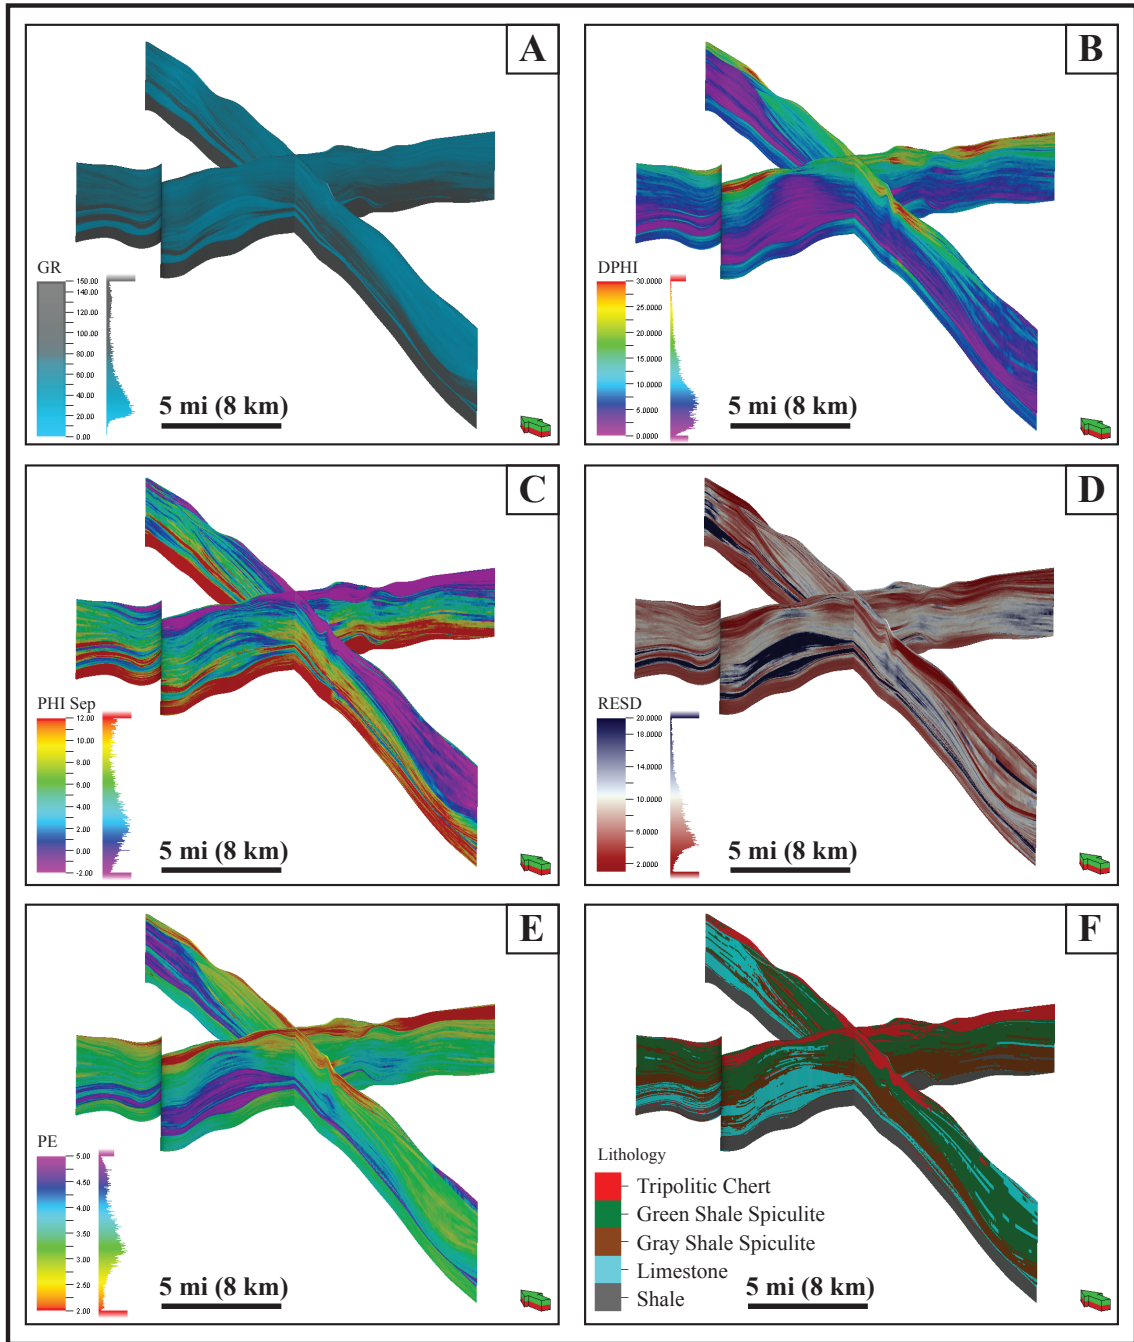 A
GR
150.00
140.00
120.00
100.00
80.00
60.00
40.00
20.00
0.00
5 mi (8 km)
B
DPHI
30.0000
25.0000
20.0000
15.0000
10.0000
5.0000
0.0000
5 mi (8 km)
C
PHI Sep
12.00
10.00
8.00
6.00
4.00
2.00
0.00
-2.00
5 mi (8 km)
D
RESD
20.0000
18.0000
14.0000
10.0000
6.0000
2.0000
5 mi (8 km)
E
PE
5.00
4.50
4.00
3.50
3.00
2.50
2.00
5 mi (8 km)
F
Lithology
Tripolitic Chert
Green Shale Spiculite
Gray Shale Spiculite
Limestone
Shale
5 mi (8 km)